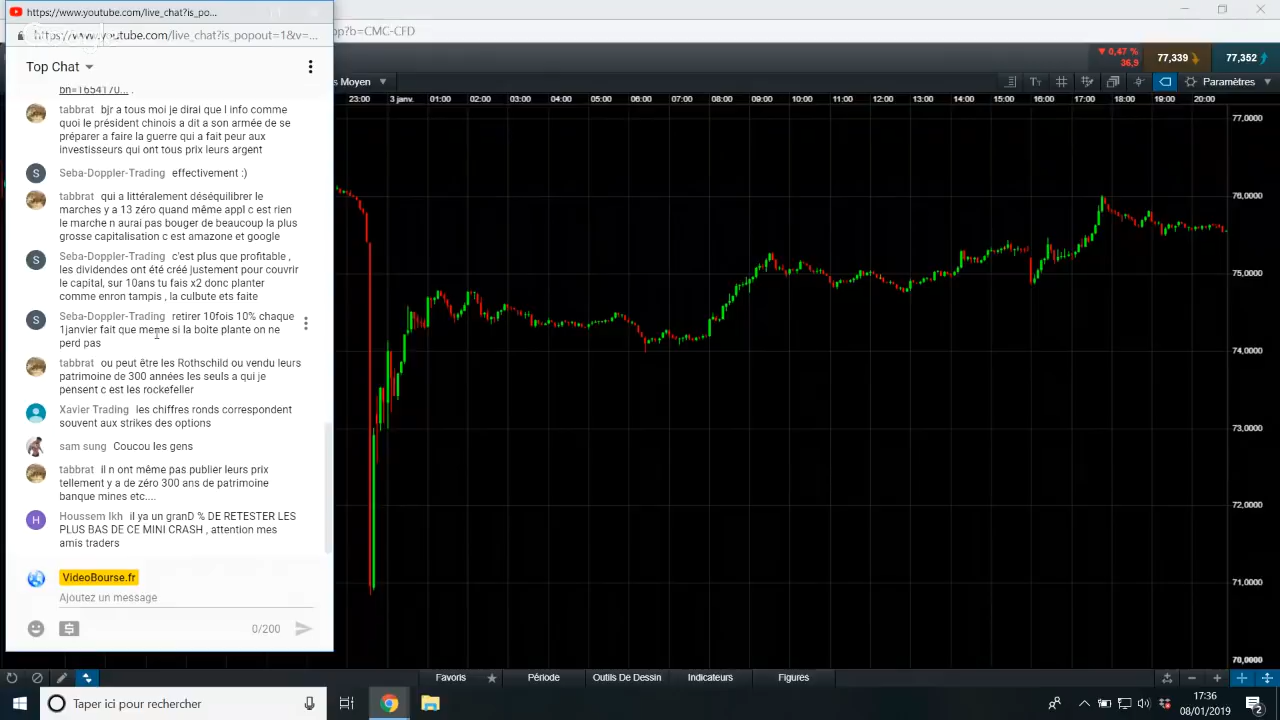 https://www.youtube.com/live_chat?is_po...
https://www.youtube.com/live_chat?is_popout=1&v=...
op?b=CMC-CFD
Top Chat
0,47 %
36,9
77,339
77,352
s Moyen
Paramètres
23:00 3 janv. 01:00 02:00 03:00 04:00 05:00 06:00 07:00 08:00 09:00 10:00 11:00 12:00 13:00 14:00 15:00 16:00 17:00 18:00 19:00 20:00
bn=1654170... .
tabbrat bjr a tous moi je dirai que l info comme
quoi le président chinois a dit a son armée de se
préparer a faire la guerre qui a fait peur aux
investisseurs qui ont tous prix leurs argent
Seba-Doppler-Trading effectivement :)
tabbrat qui a littéralement déséquilibrer le
marches y a 13 zéro quand même appl c est rien
le marche n aurai pas bouger de beaucoup la plus
grosse capitalisation c est amazone et google
Seba-Doppler-Trading c'est plus que profitable ,
les dividendes ont été créé justement pour couvrir
le capital, sur 10ans tu fais x2 donc planter
comme enron tampis , la culbute ets faite
Seba-Doppler-Trading retirer 10fois 10% chaque
1janvier fait que meme si la boite plante on ne
perd pas
tabbrat ou peut être les Rothschild ou vendu leurs
patrimoine de 300 années les seuls a qui je
pensent c est les rockefeller
Xavier Trading les chiffres ronds correspondent
souvent aux strikes des options
sam sung Coucou les gens
tabbrat il n ont même pas publier leurs prix
tellement y a de zéro 300 ans de patrimoine
banque mines etc....
Houssem Ikh il ya un granD % DE RETESTER LES
PLUS BAS DE CE MINI CRASH , attention mes
amis traders
VideoBourse.fr
Ajoutez un message
0/200
77,0000
76,0000
75,0000
74,0000
73,0000
72,0000
71,0000
70,0000
Favoris
Période
Outils De Dessin
Indicateurs
Figures
Taper ici pour rechercher
17:36
08/01/2019
2